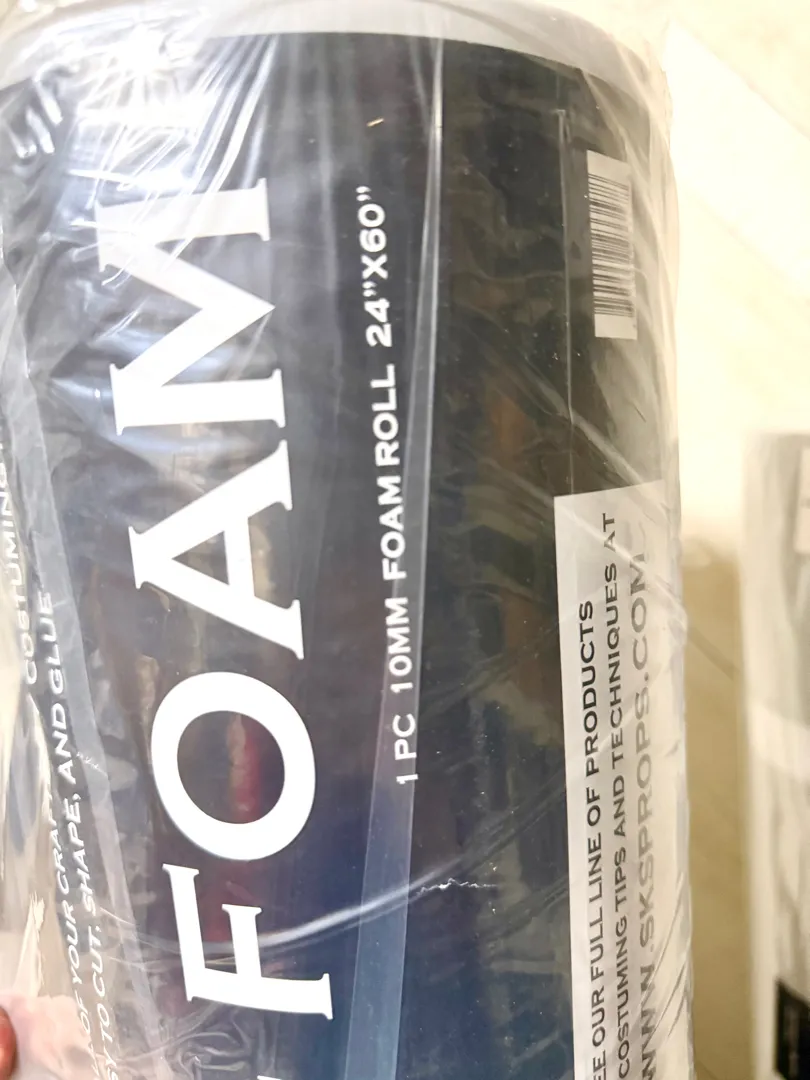 COSTUMING
OF YOUR CRAFT
TO CUT, SHAPE, AND GLUE
FOAM
1 PC 10MM FOAM ROLL 24"X60"
OUR FULL LINE OF PRODUCTS
COSTUMING TIPS AND TECHNIQUES AT
WWW.SKSPROPS.COM